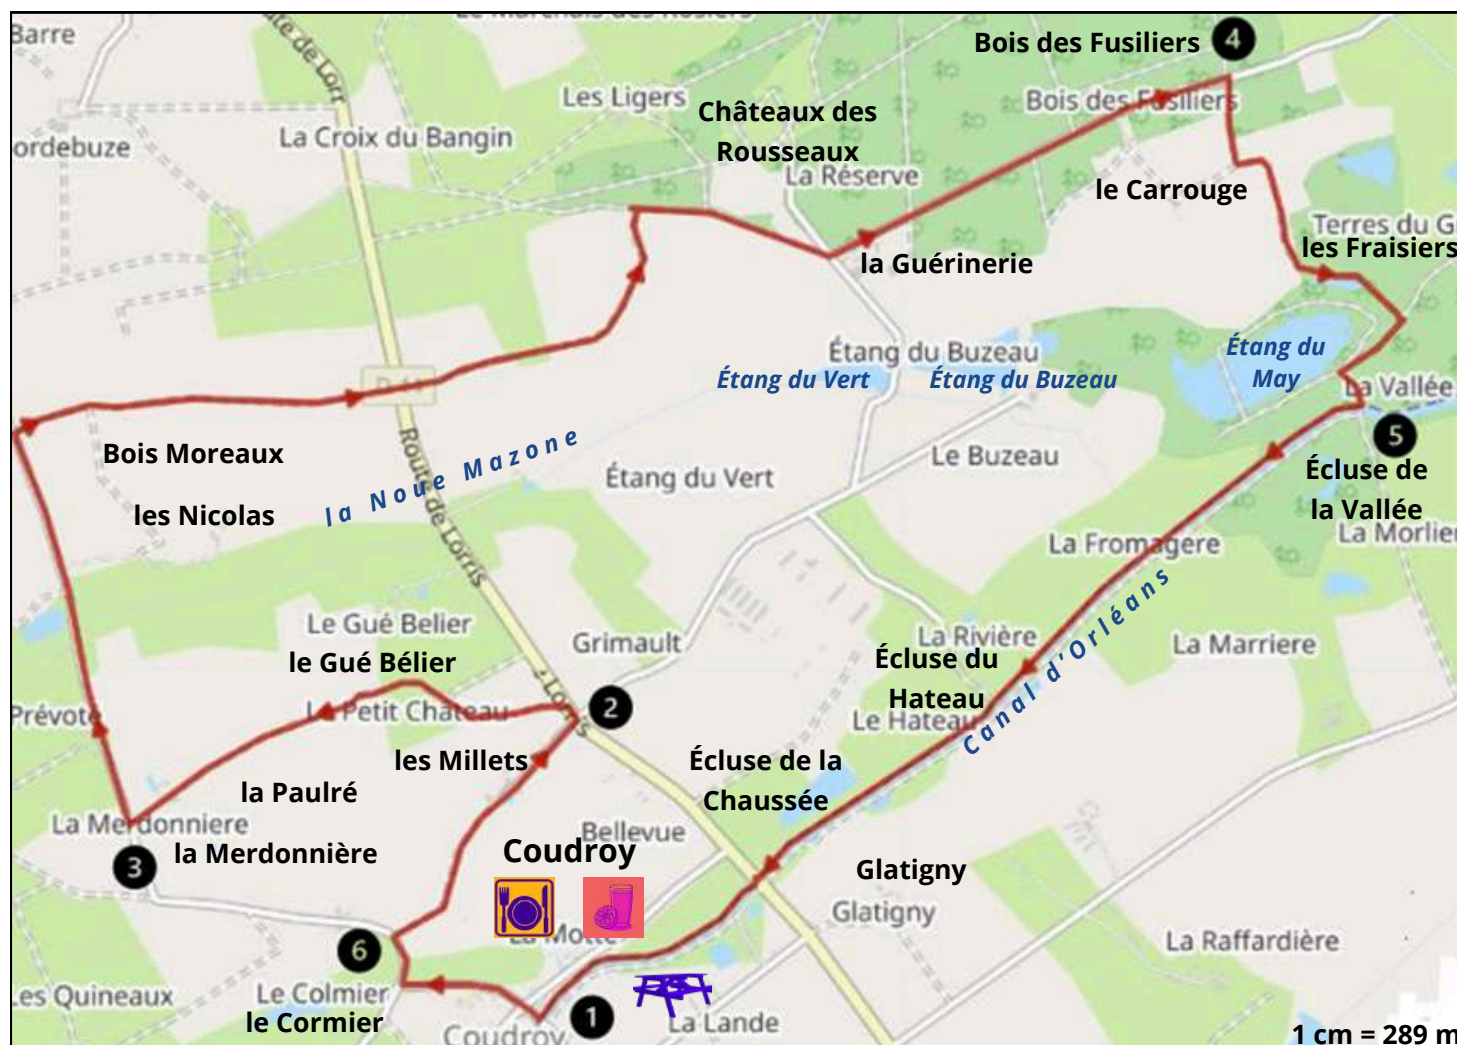 Barre
Bois des Fusiliers
4
Les Ligers
Châteaux des
Rousseaux
Bois des Fusiliers
La Croix du Bangin
ordebuze
La Réserve
le Carrouge
Terres du G
les Fraisiers
la Guérinerie
Étang du Buzeau
Étang du Vert
Étang du Buzeau
Étang du
May
La Vallée
5
Bois Moreaux
la Noue Mazone
Route de Lorris
Le Buzeau
Étang du Vert
Écluse de
la Vallée
les Nicolas
La Morlie
La Fromagère
Canal d'Orléans
Le Gué Belier
le Gué Bélier
Grimault
La Rivière
La Marriere
Écluse du
Hateau
Le Hateau
2
Prévoté
Le Petit Château
Lorris
les Millets
Écluse de la
Chaussée
la Paulré
La Merdonniere
la Merdonnière
3
Bellevue
Coudroy
Glatigny
Glatigny
La Motte
La Raffardière
6
Les Quineaux
Le Colmier
le Cormier
1
La Lande
Coudroy
1 cm = 289 m